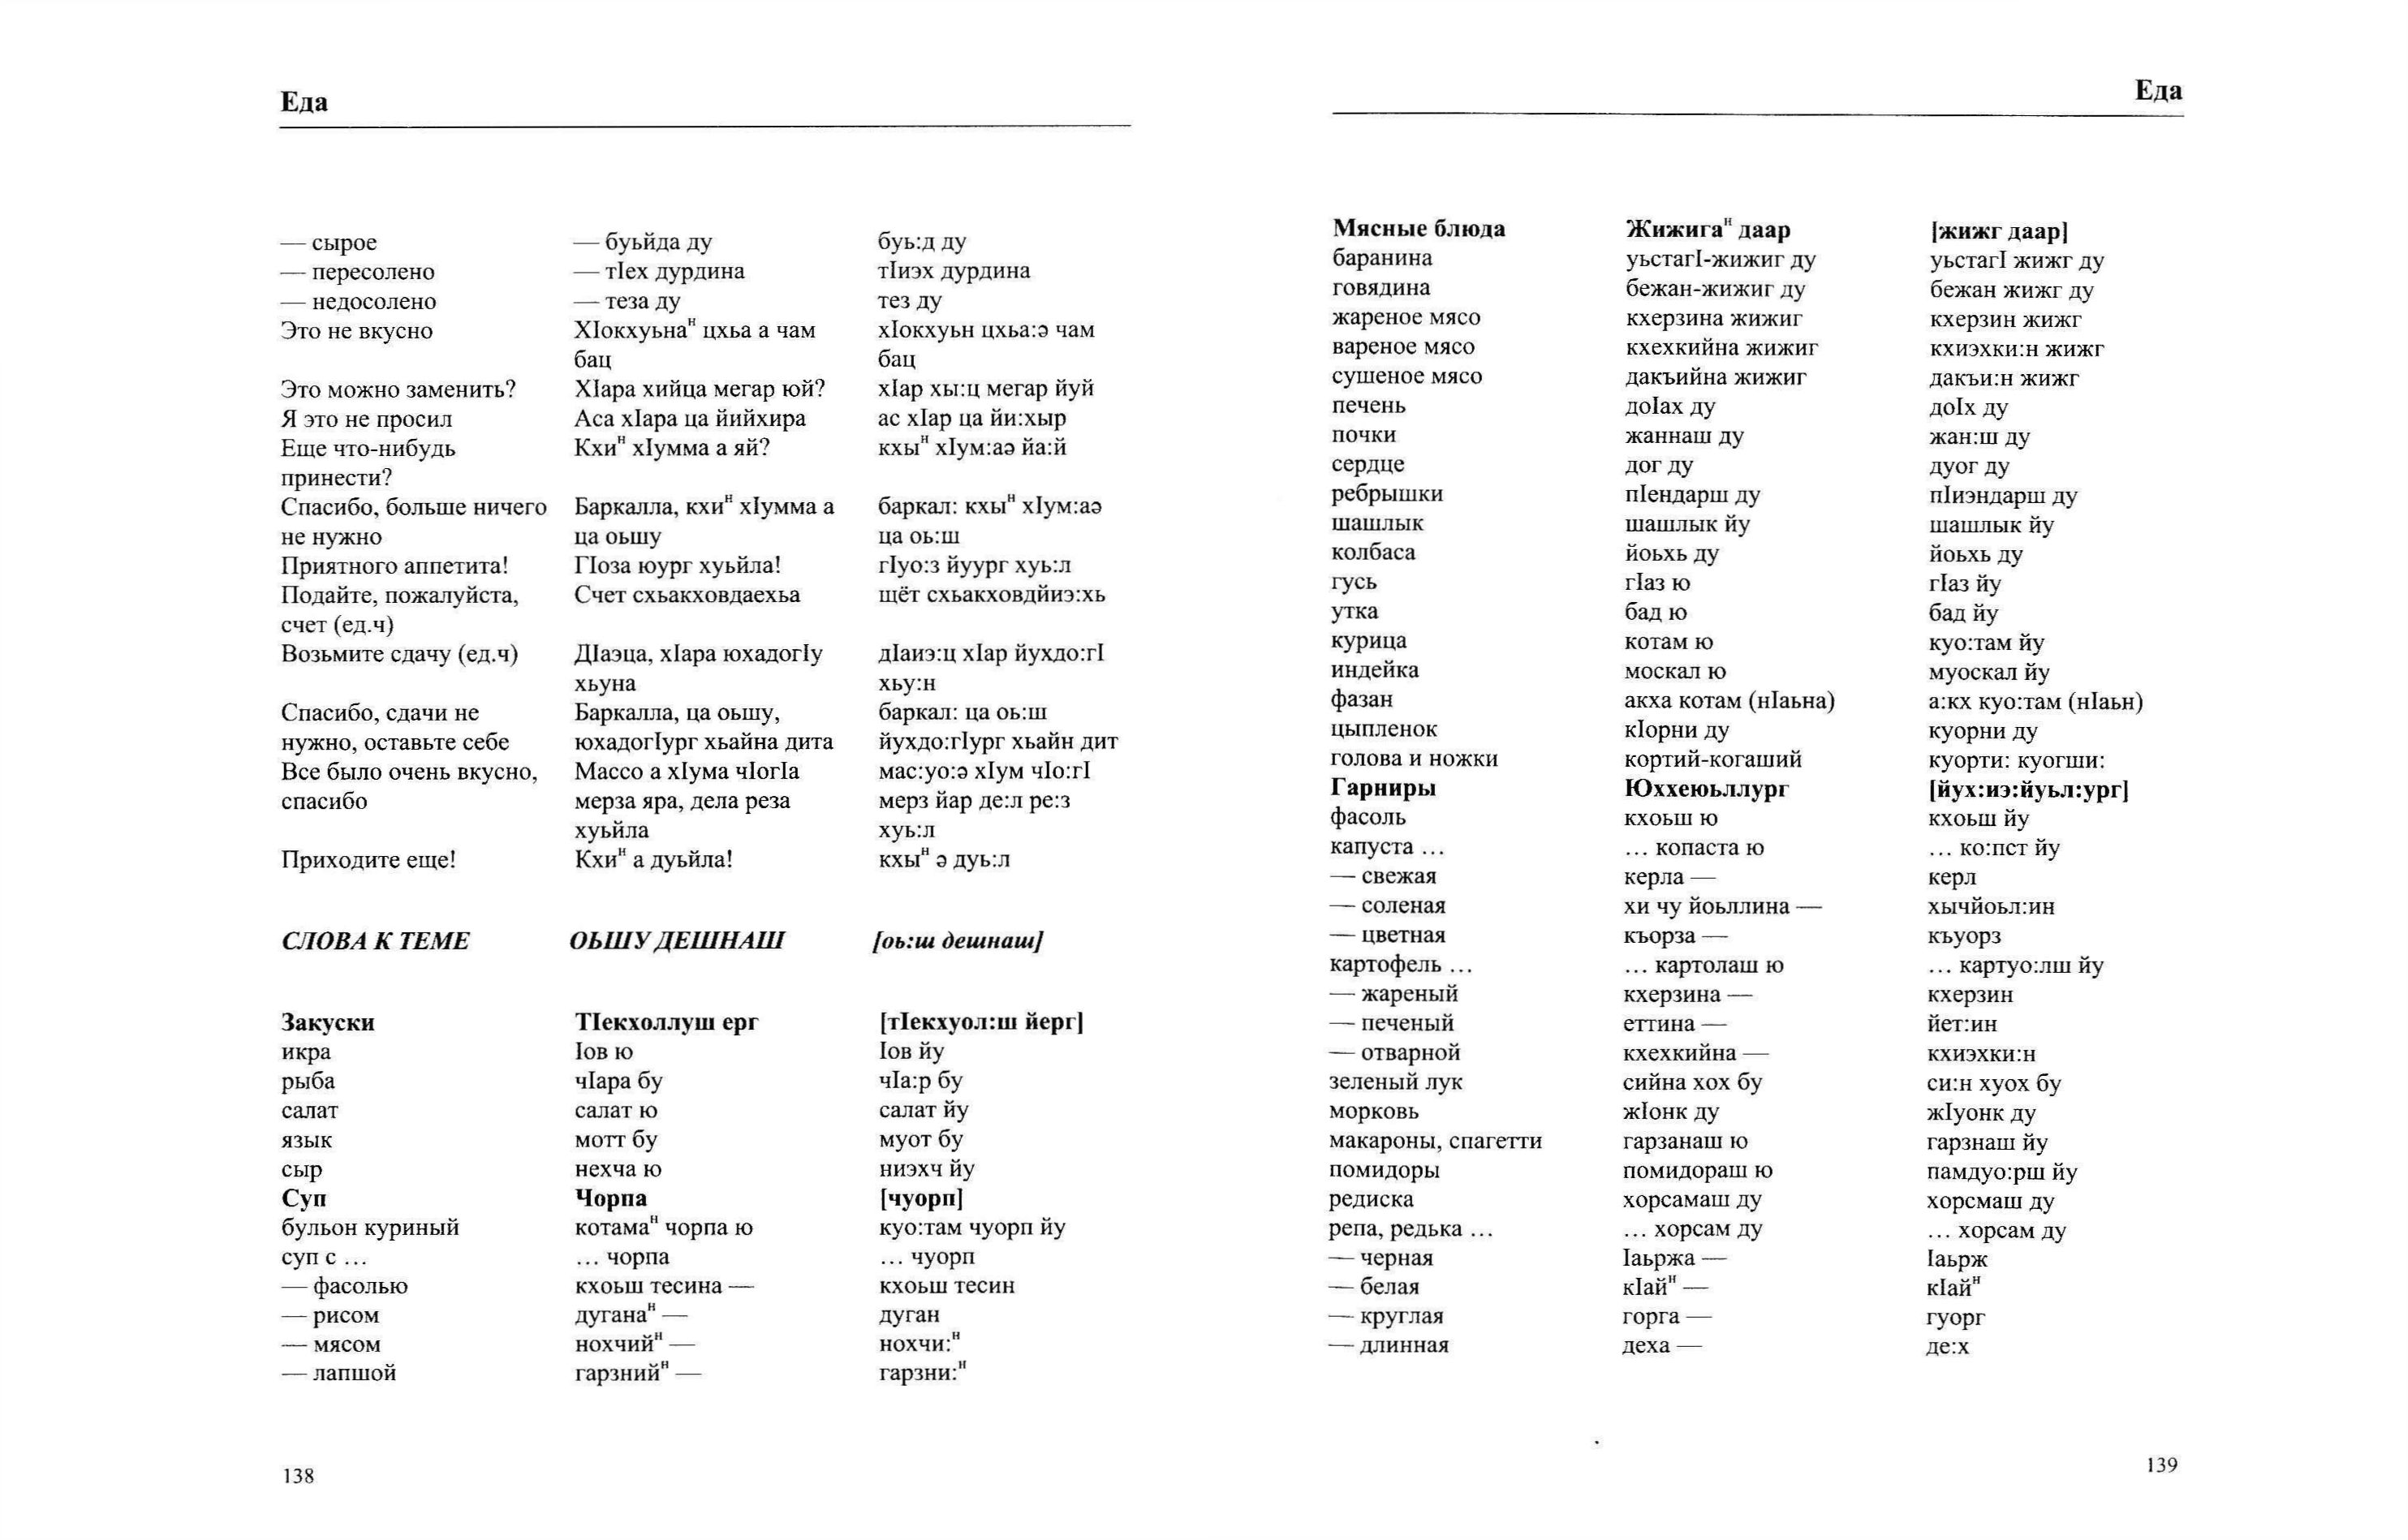 Еда
— сырое — буьйда ду буь:д ду
— пересолено — тIех дурдина тIиэх дурдина
— недосолено — теза ду тез ду
Это не вкусно ХIокхуьнаᵸ цхьа а чам хIокхуьн цхьа:ә чам
бац бац
Это можно заменить? ХIара хийца мегар юй? хIар хы:ц мегар йуй
Я это не просил Аса хIара ца йийхира ас хIар ца йи:хыр
Еще что-нибудь Кхиᵸ хIумма а яй? кхыᵸ хIум:аә йа:й
принести?
Спасибо, больше ничего Баркалла, кхиᵸ хIумма а баркал: кхыᵸ хIум:аә
не нужно ца оьшу ца оь:ш
Приятного аппетита! ГIоза юург хуьйла! гIуо:з йуург хуь:л
Подайте, пожалуйста, Счет схьакховдаехьа щёт схьакховдйиэ:хь
счет (ед.ч)
Возьмите сдачу (ед.ч) ДIаэца, хIара юхадогIу дIаиэ:ц хIар йухдо:гI
хьуна хьу:н
Спасибо, сдачи не Баркалла, ца оьшу, баркал: ца оь:ш
нужно, оставьте себе юхадогIург хьайна дита йухдо:гIург хьайн дит
Все было очень вкусно, Массо а хIума чIогIа мас:уо:ә хIум чIо:гI
спасибо мерза яра, дела реза мерз йар де:л ре:з
хуьйла хуь:л
Приходите еще! Кхиᵸ а дуьйла! кхыᵸ ә дуь:л
СЛОВА К ТЕМЕ ОЬШУ ДЕШНАШ [оь:ш дешнаш]
Закуски ТIекхоллуш ерг [тIекхуол:ш йерг]
икра Iов ю Iов йу
рыба чIара бу чIа:р бу
салат салат ю салат йу
язык мотт бу муот бу
сыр нехча ю ниэхч йу
Суп Чорпа [чуорп]
бульон куриный котамаᵸ чорпа ю куо:там чуорп йу
суп с ... ... чорпа ... чуорп
— фасолью кхоьш тесина — кхоьш тесин
— рисом дуганаᵸ — дуган
— мясом нохчийᵸ — нохчи:ᵸ
— лапшой гарзнийᵸ — гарзни:ᵸ
138
Еда
Мясные блюда Жижигаᵸ даар [жижг даар]
баранина уьстагI-жижиг ду уьстагI жижг ду
говядина бежан-жижиг ду бежан жижг ду
жареное мясо кхерзина жижиг кхерзин жижг
вареное мясо кхехкийна жижиг кхиэхки:н жижг
сушеное мясо дакъийна жижиг дакъи:н жижг
печень доIах ду доIх ду
почки жаннаш ду жан:ш ду
сердце дог ду дуог ду
ребрышки пIендарш ду пIиэндарш ду
шашлык шашлык йу шашлык йу
колбаса йоьхь ду йоьхь ду
гусь гIаз ю гIаз йу
утка бад ю бад йу
курица котам ю куо:там йу
индейка москал ю муоскал йу
фазан акха котам (нIаьна) а:кх куо:там (нIаьн)
цыпленок кIорни ду куорни ду
голова и ножки кортий-когаший куорти: куогши:
Гарниры Юххеюьллург [йух:иэ:йуьл:ург]
фасоль кхоьш ю кхоьш йу
капуста ... ... копаста ю ... ко:пст йу
— свежая керла — керл
— соленая хи чу йоьллина — хычйоьл:ин
— цветная къорза — къуорз
картофель ... ... картолаш ю ... картуо:лш йу
— жареный кхерзина — кхерзин
— печеный еттина — йет:ин
— отварной кхехкийна — кхиэхки:н
зеленый лук сийна хох бу си:н хуох бу
морковь жIонк ду жIуонк ду
макароны, спагетти гарзанаш ю гарзнаш йу
помидоры помидораш ю памдуо:рш йу
редиска хорсамаш ду хорсмаш ду
репа, редька ... ... хорсам ду ... хорсам ду
— черная Iаьржа — Iаьрж
— белая кIайᵸ — кIайᵸ
— круглая горга — гуорг
— длинная деха — де:х
139